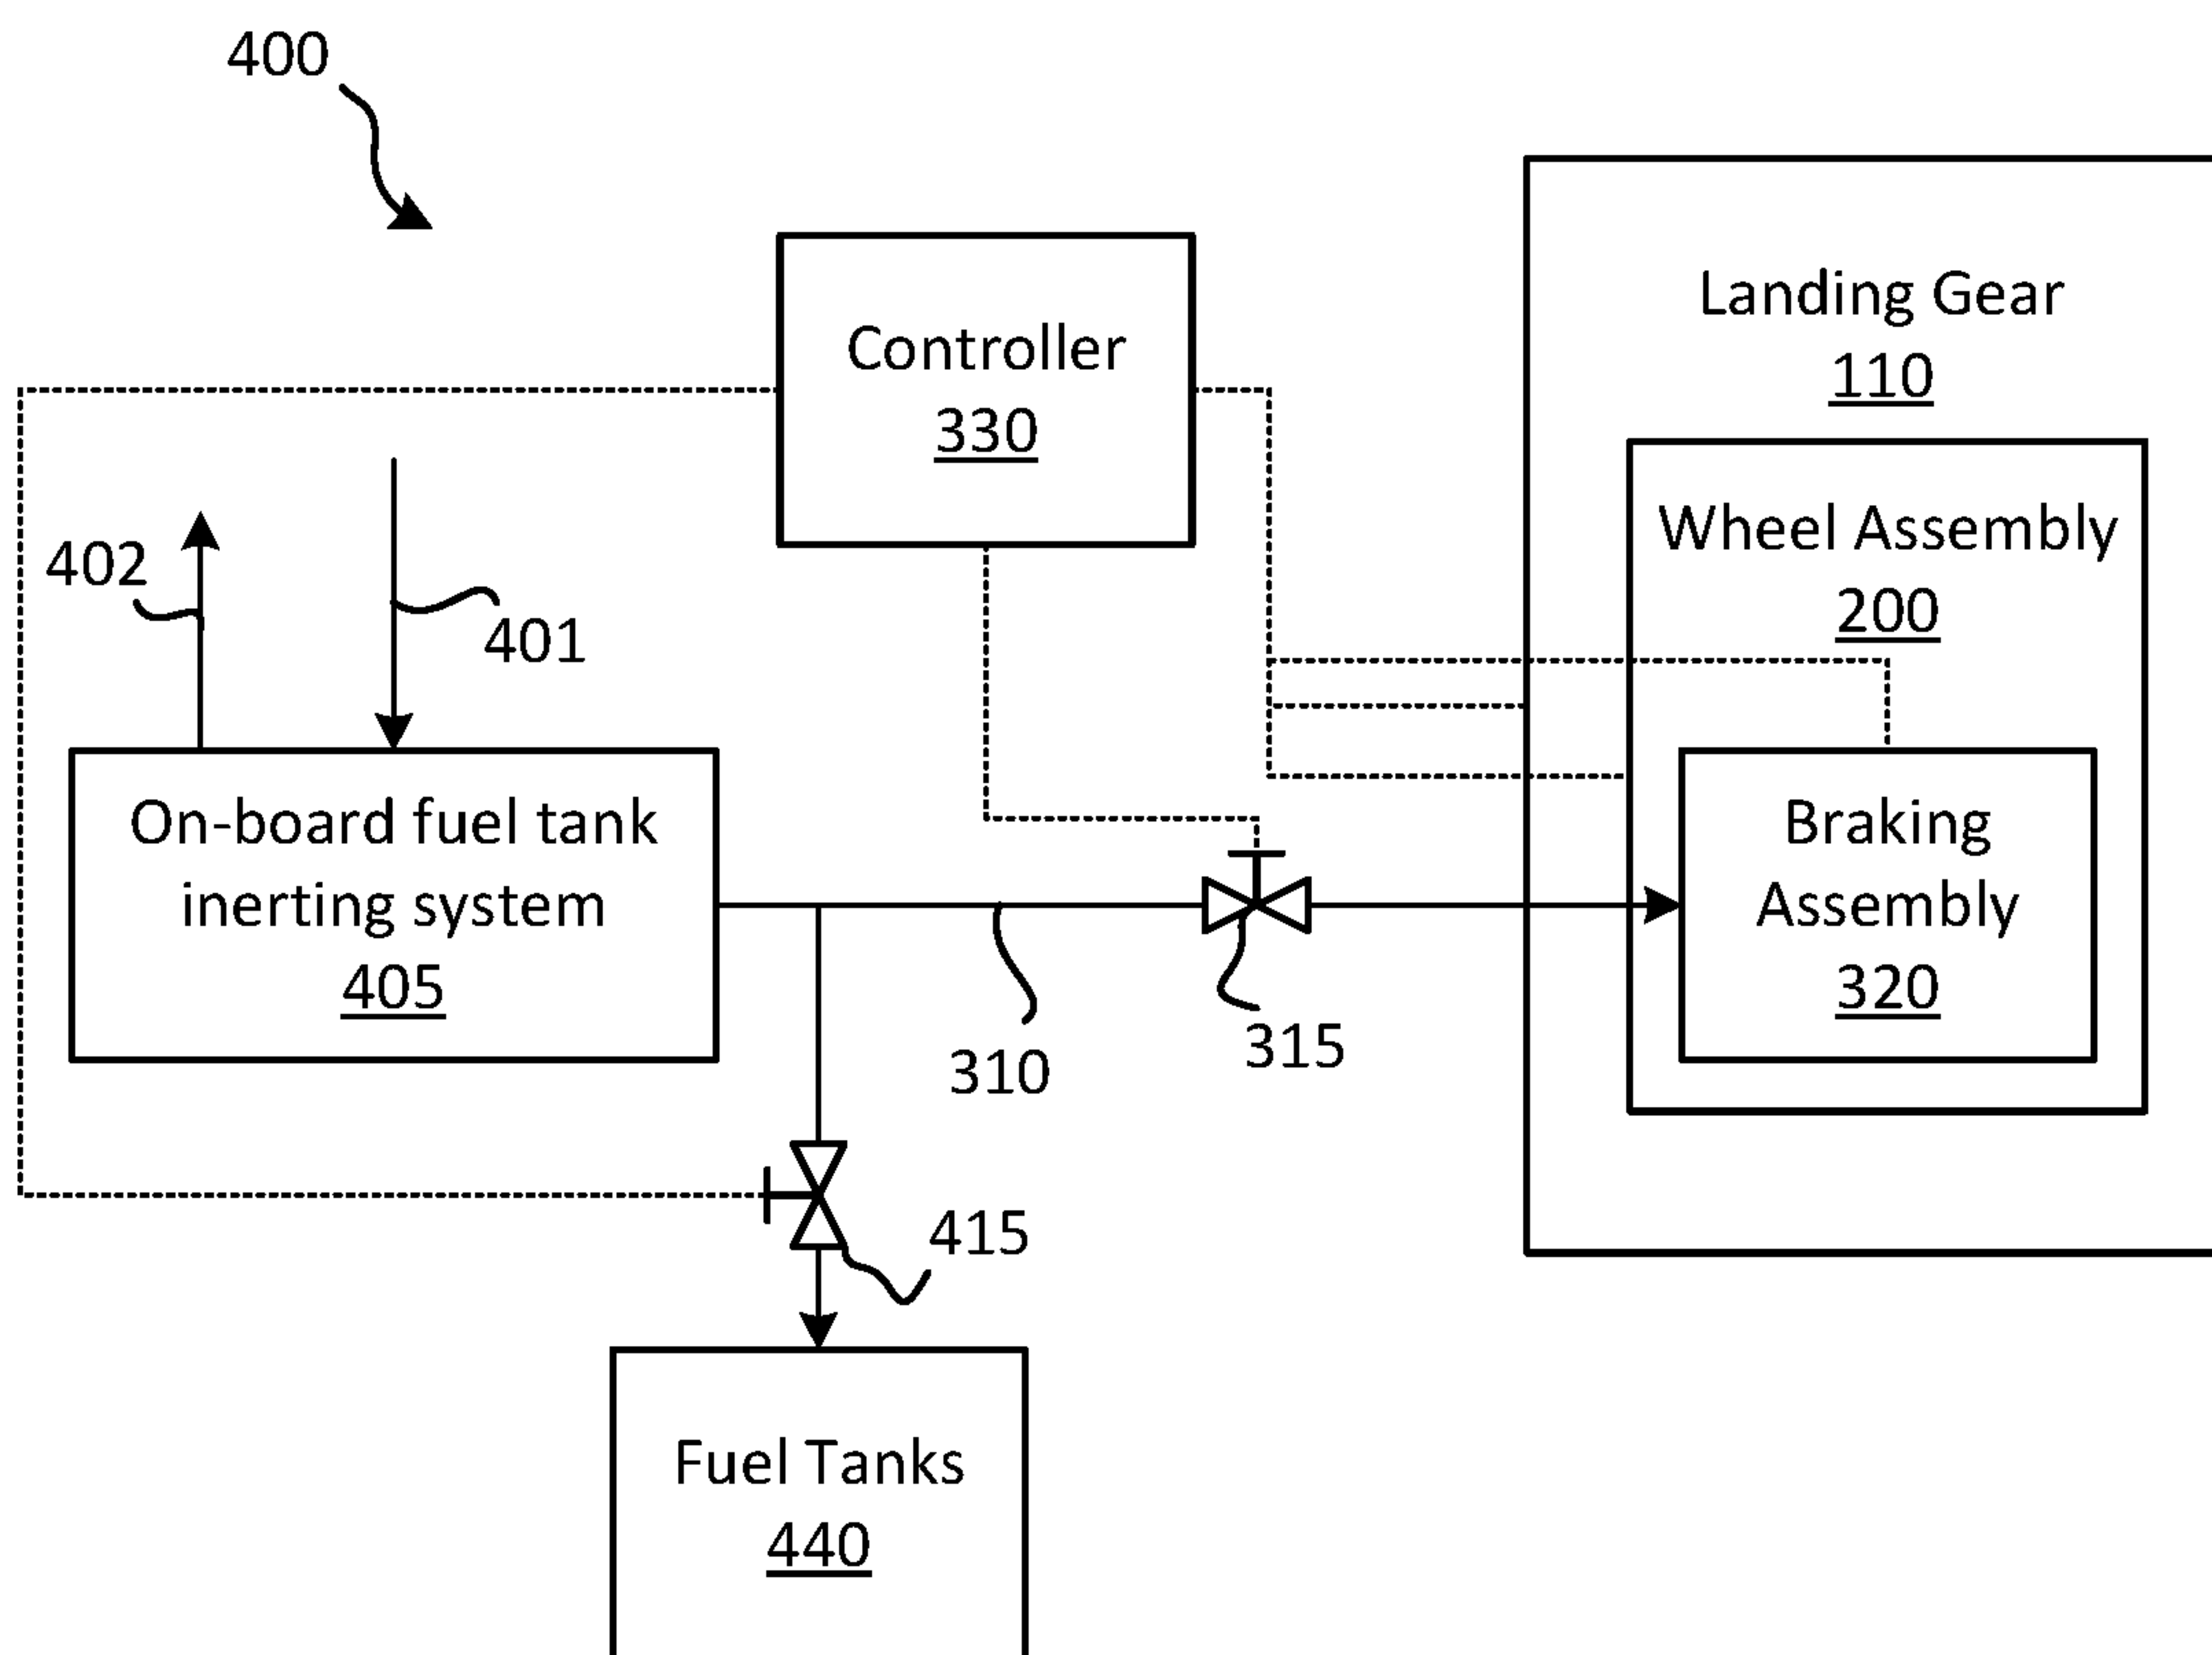 400
Controller
330
Landing Gear
110
Wheel Assembly
200
402
401
On-board fuel tank
inerting system
405
Braking
Assembly
320
310
315
415
Fuel Tanks
440